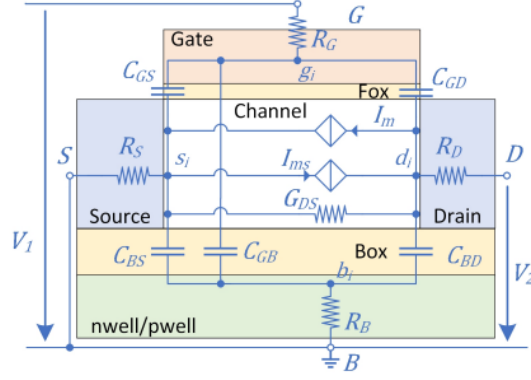 G
Gate
R_G
g_i
C_GS
Fox
C_GD
Channel
I_m
S
R_S
s_i
I_ms
d_i
R_D
D
G_DS
Source
Drain
V_1
C_BS
C_GB
Box
C_BD
V_2
b_i
nwell/pwell
R_B
B